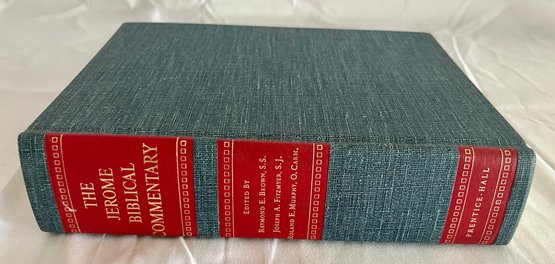 THE
JEROME
BIBLICAL
COMMENTARY
EDITED BY
RAYMOND E. BROWN, S.S.
JOSEPH A. FITZMYER, S.J.
ROLAND E. MURPHY, O. CARM.
PRENTICE-HALL